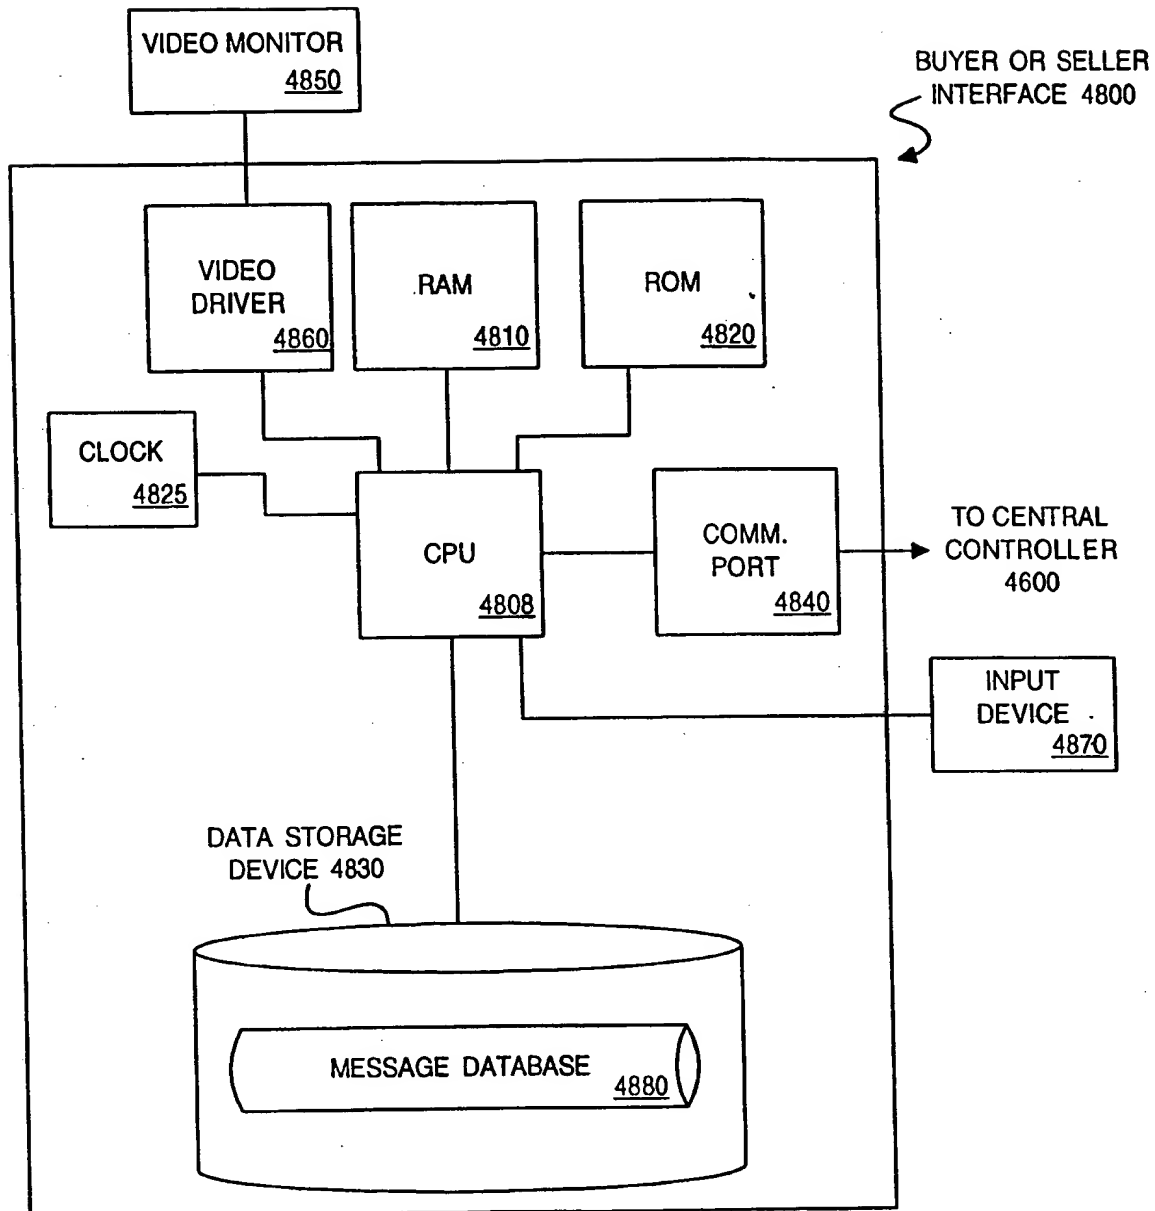 VIDEO MONITOR
4850
BUYER OR SELLER
INTERFACE 4800
VIDEO
DRIVER
4860
RAM
4810
ROM
4820
CLOCK
4825
CPU
4808
COMM.
PORT
4840
TO CENTRAL
CONTROLLER
4600
INPUT
DEVICE
4870
DATA STORAGE
DEVICE 4830
MESSAGE DATABASE
4880